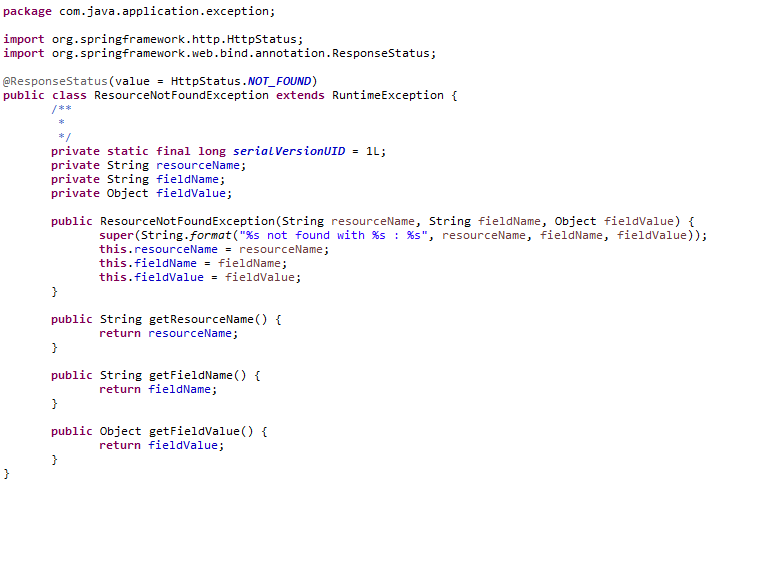 package com.java.application.exception;
import org.springframework.http.HttpStatus;
import org.springframework.web.bind.annotation.ResponseStatus;
@ResponseStatus(value = HttpStatus.NOT_FOUND)
public class ResourceNotFoundException extends RuntimeException {
/**
*
*/
private static final long serialVersionUID = 1L;
private String resourceName;
private String fieldName;
private Object fieldValue;
public ResourceNotFoundException(String resourceName, String fieldName, Object fieldValue) {
super(String.format("%s not found with %s : %s", resourceName, fieldName, fieldValue));
this.resourceName = resourceName;
this.fieldName = fieldName;
this.fieldValue = fieldValue;
}
public String getResourceName() {
return resourceName;
}
public String getFieldName() {
return fieldName;
}
public Object getFieldValue() {
return fieldValue;
}
}